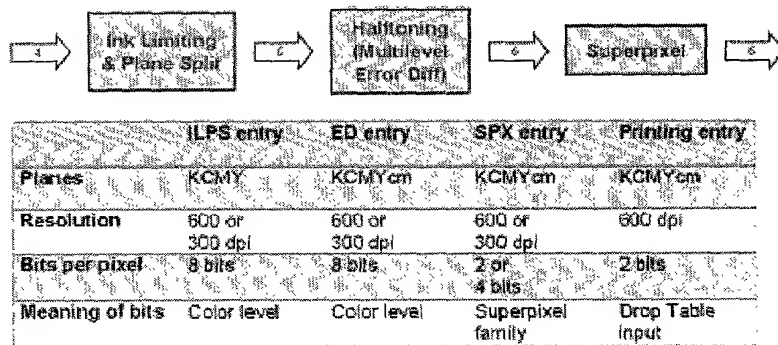 4
Ink Limiting
& Plane Split
Halftoning
(Multilevel
Error Diff)
6
Superpixel
6
ILPS entry ED entry SPX entry Printing entry
Planes KCMY KCMYcm KCMYcm KCMYcm
Resolution 600 or 300 dpi 600 or 300 dpi 600 or 300 dpi 600 dpi
Bits per pixel 8 bits 8 bits 2 or 4 bits 2 bits
Meaning of bits Color level Color level Superpixel family Drop Table input